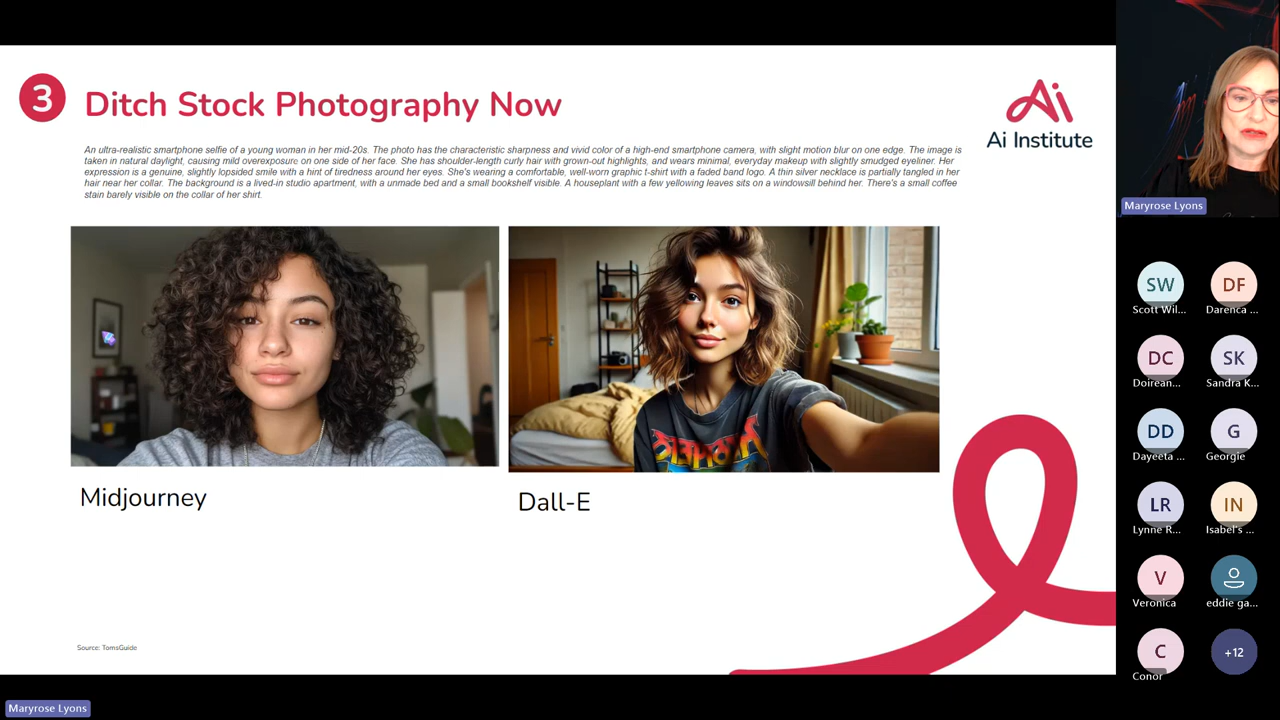 3
Ditch Stock Photography Now
Ai
Ai Institute
An ultra-realistic smartphone selfie of a young woman in her mid-20s. The photo has the characteristic sharpness and vivid color of a high-end smartphone camera, with slight motion blur on one edge. The image is
taken in natural daylight, causing mild overexposure on one side of her face. She has shoulder-length curly hair with grown-out highlights, and wears minimal, everyday makeup with slightly smudged eyeliner. Her
expression is a genuine, slightly lopsided smile with a hint of tiredness around her eyes. She's wearing a comfortable, well-worn graphic t-shirt with a faded band logo. A thin silver necklace is partially tangled in her
hair near her collar. The background is a lived-in studio apartment, with a unmade bed and a small bookshelf visible. A houseplant with a few yellowing leaves sits on a windowsill behind her. There's a small coffee
stain barely visible on the collar of her shirt.
Midjourney
Dall-E
Source: TomsGuide
Maryrose Lyons
Maryrose Lyons
SW
DF
Scott Wil...
Darenca ...
DC
SK
Doirean...
Sandra K...
DD
G
Dayeeta ...
Georgie
LR
IN
Lynne R...
Isabel's ...
V
Veronica
eddie ga...
C
+12
Conor